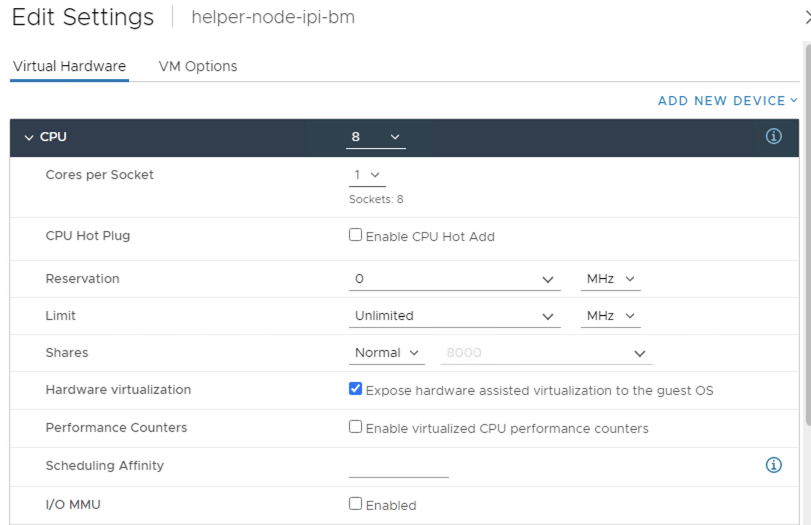 Edit Settings | helper-node-ipi-bm
Virtual Hardware VM Options
ADD NEW DEVICE
CPU 8
Cores per Socket 1
Sockets: 8
CPU Hot Plug Enable CPU Hot Add
Reservation 0 MHz
Limit Unlimited MHz
Shares Normal 8000
Hardware virtualization Expose hardware assisted virtualization to the guest OS
Performance Counters Enable virtualized CPU performance counters
Scheduling Affinity
I/O MMU Enabled